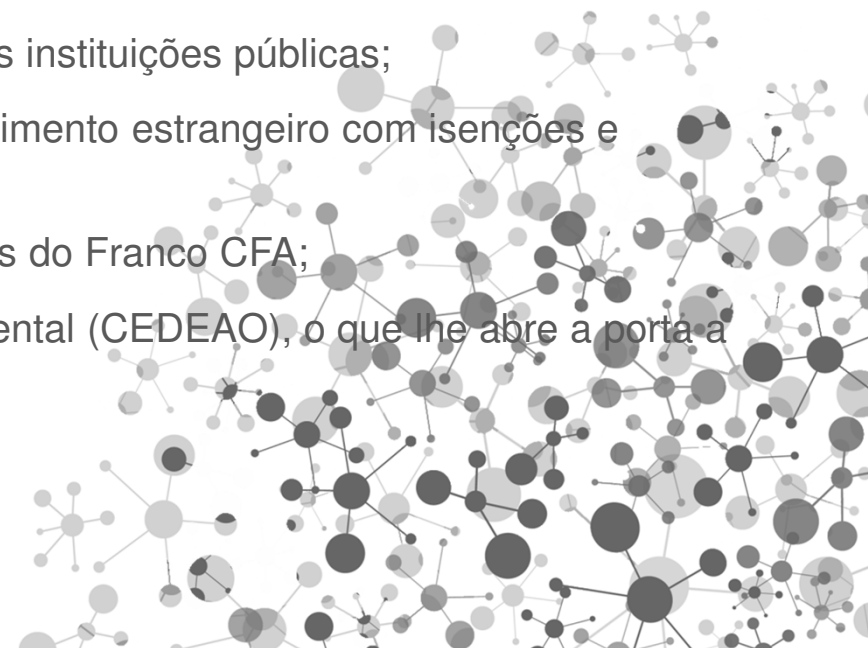 s instituições públicas;
imento estrangeiro com isenções e
s do Franco CFA;
ental (CEDEAO), o que lhe abre a porta a